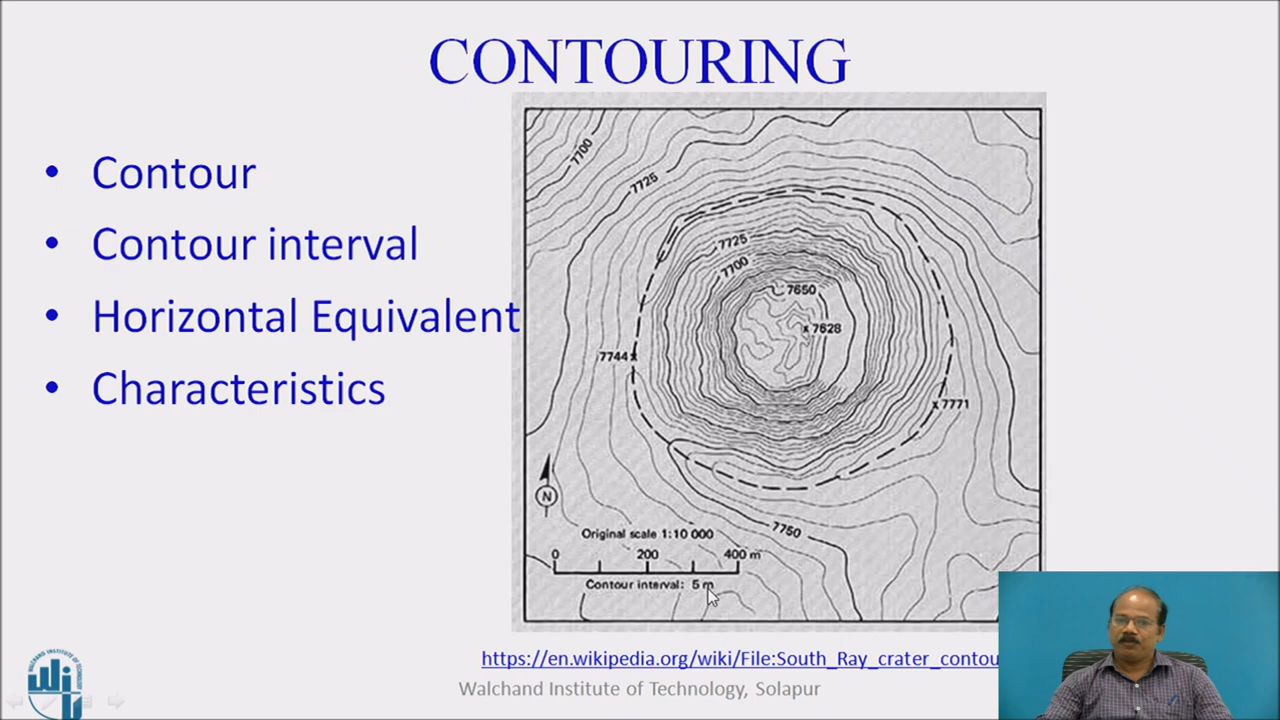 CONTOURING
• Contour
• Contour interval
• Horizontal Equivalent
• Characteristics
7700
7725
7725
7700
7650
x 7628
7744 x
x 7771
7750
N
Original scale 1:10 000
0 200 400 m
Contour interval: 5 m
https://en.wikipedia.org/wiki/File:South_Ray_crater_contou
Walchand Institute of Technology, Solapur